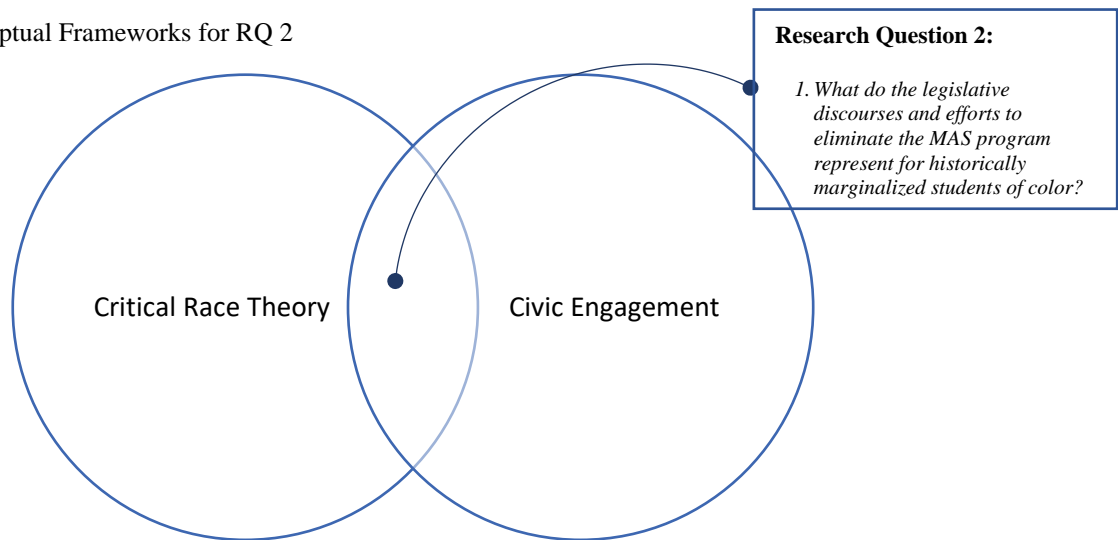 ptual Frameworks for RQ 2
Research Question 2:
1. What do the legislative
discourses and efforts to
eliminate the MAS program
represent for historically
marginalized students of color?
Critical Race Theory
Civic Engagement